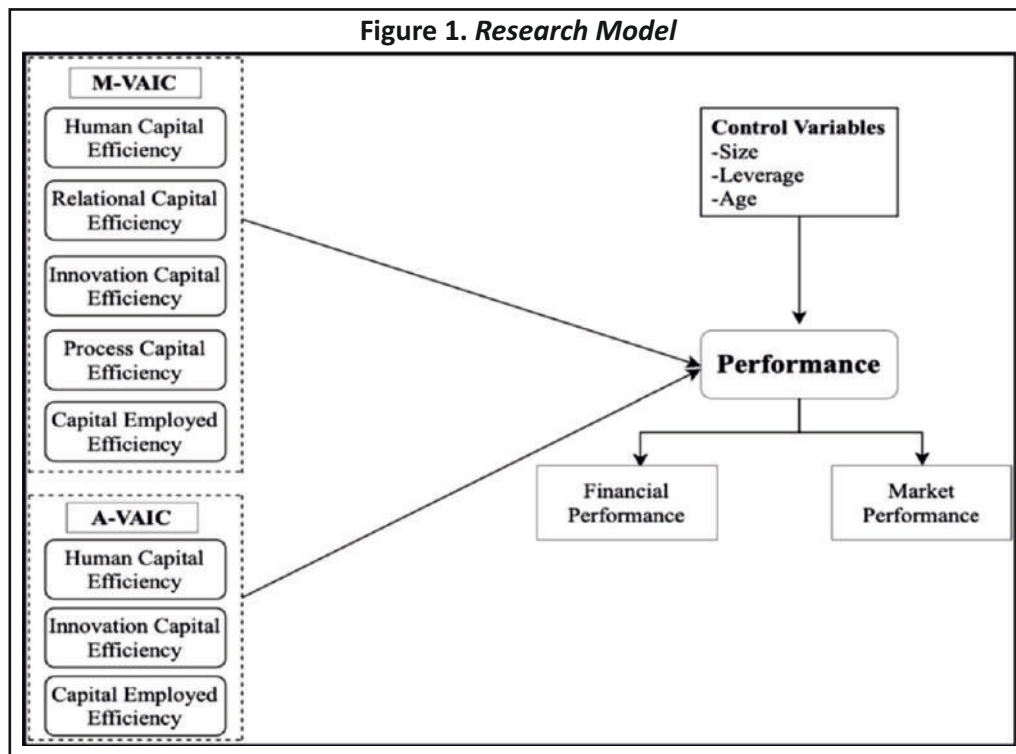 Figure 1. Research Model
M-VAIC
Human Capital
Efficiency
Relational Capital
Efficiency
Innovation Capital
Efficiency
Process Capital
Efficiency
Capital Employed
Efficiency
A-VAIC
Human Capital
Efficiency
Innovation Capital
Efficiency
Capital Employed
Efficiency
Control Variables
-Size
-Leverage
-Age
Performance
Financial
Performance
Market
Performance